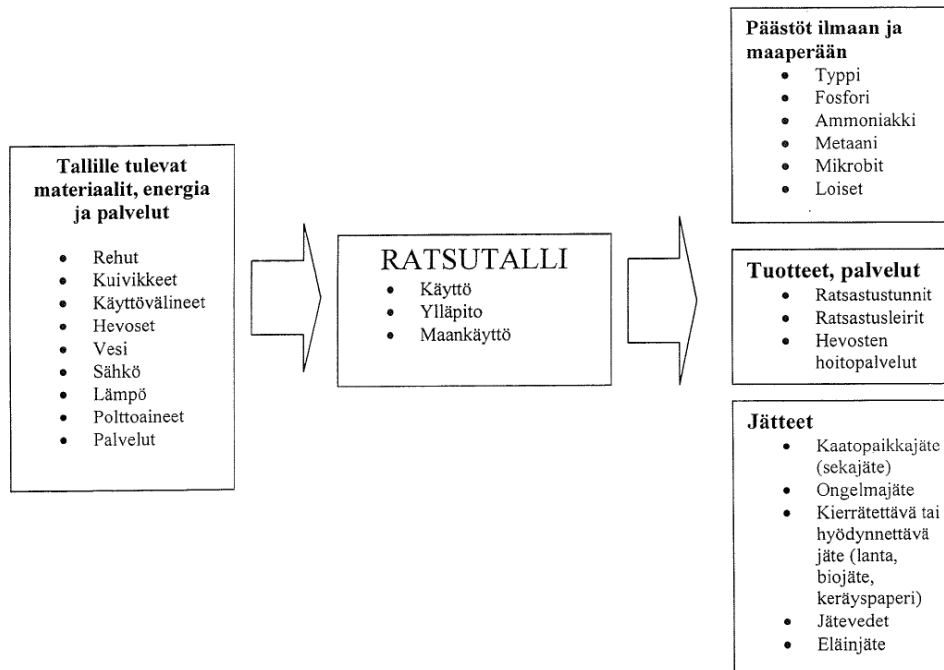 Tallille tulevat
materiaalit, energia
ja palvelut
• Rehut
• Kuivikkeet
• Käyttövälineet
• Hevoset
• Vesi
• Sähkö
• Lämpö
• Polttoaineet
• Palvelut
RATSUTALLI
• Käyttö
• Ylläpito
• Maankäyttö
Päästöt ilmaan ja
maaperään
• Typpi
• Fosfori
• Ammoniakki
• Metaani
• Mikrobit
• Loiset
Tuotteet, palvelut
• Ratsastustunnit
• Ratsastusleirit
• Hevosten
hoitopalvelut
Jätteet
• Kaatopaikkajäte
(sekajäte)
• Ongelmajäte
• Kierrätettävä tai
hyödynnettävä
jäte (lanta,
biojäte,
keräyspaperi)
• Jätevedet
• Eläinjäte